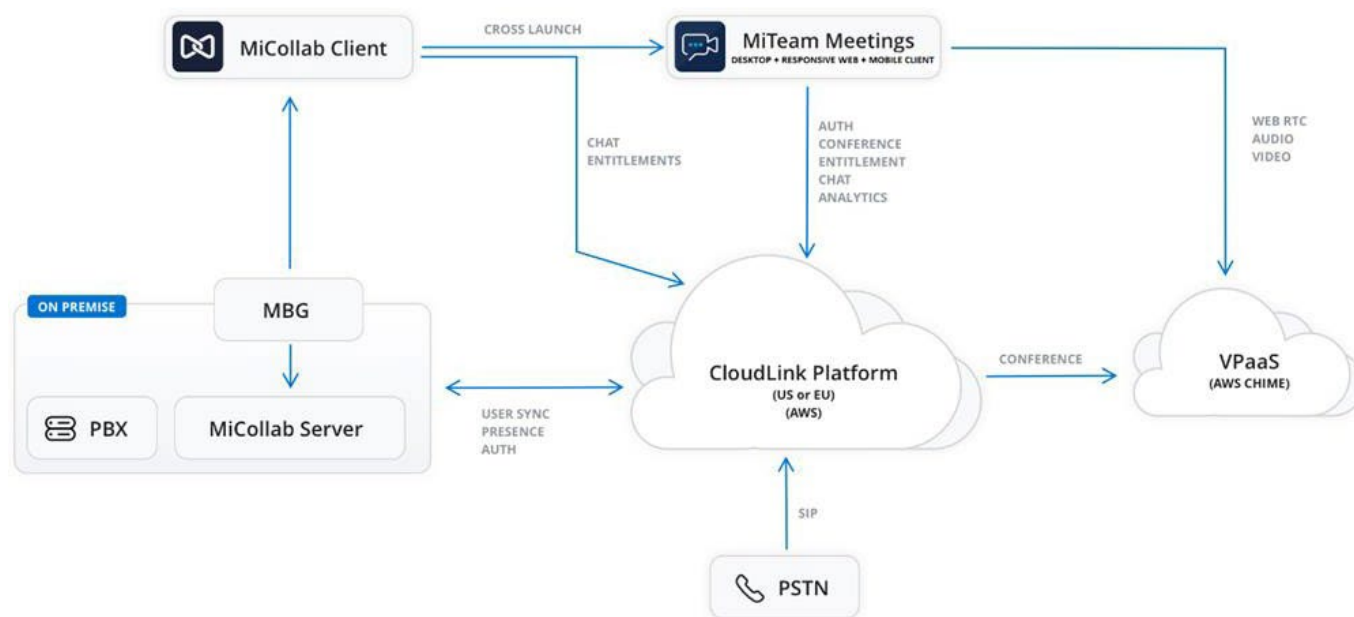 MiCollab Client
CROSS LAUNCH
MiTeam Meetings
DESKTOP + RESPONSIVE WEB + MOBILE CLIENT
CHAT
ENTITLEMENTS
AUTH
CONFERENCE
ENTITLEMENT
CHAT
ANALYTICS
WEB RTC
AUDIO
VIDEO
ON PREMISE
MBG
PBX
MiCollab Server
USER SYNC
PRESENCE
AUTH
CloudLink Platform
(US or EU)
(AWS)
CONFERENCE
VPaaS
(AWS CHIME)
SIP
PSTN